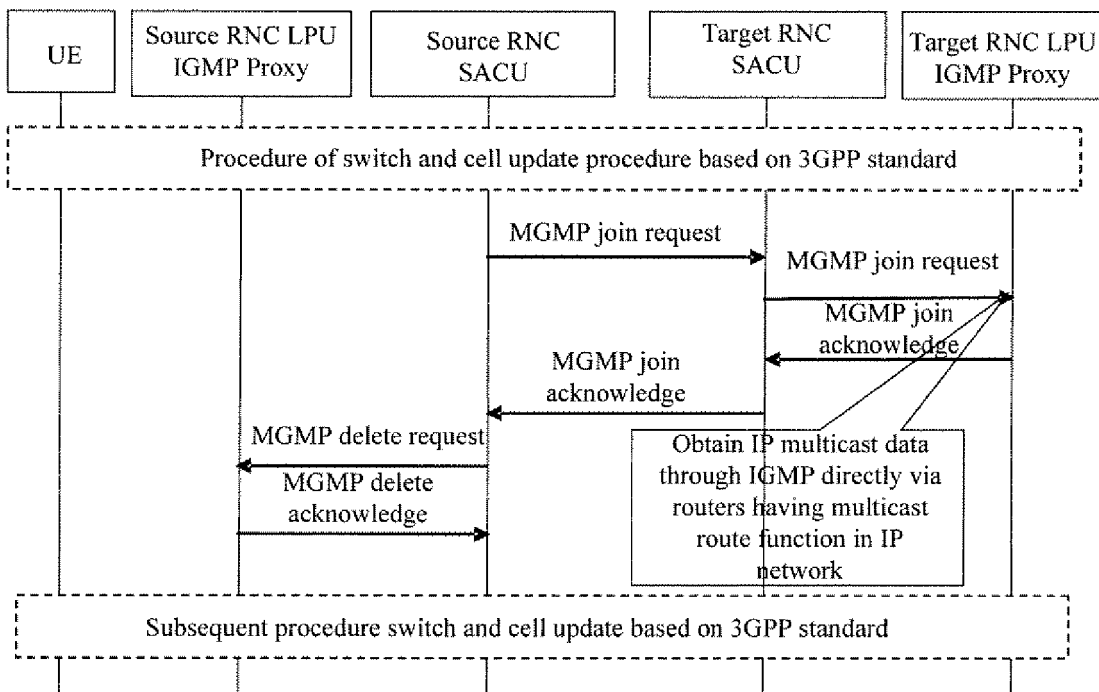 UE
Source RNC LPU
IGMP Proxy
Source RNC
SACU
Target RNC
SACU
Target RNC LPU
IGMP Proxy
Procedure of switch and cell update procedure based on 3GPP standard
MGMP join request
MGMP join request
MGMP join
acknowledge
MGMP join
acknowledge
MGMP delete request
MGMP delete
acknowledge
Obtain IP multicast data
through IGMP directly via
routers having multicast
route function in IP
network
Subsequent procedure switch and cell update based on 3GPP standard